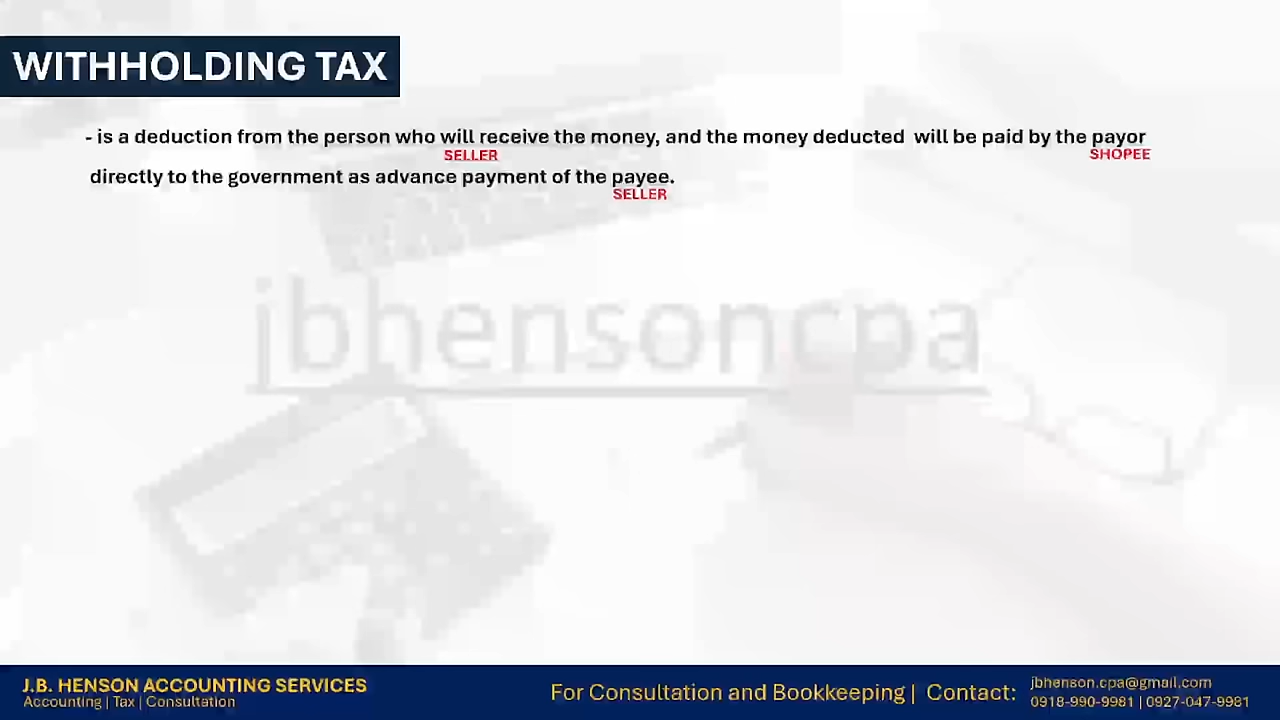 WITHHOLDING TAX
- is a deduction from the person who will receive the money, and the money deducted will be paid by the payor
SELLER
SHOPEE
directly to the government as advance payment of the payee.
SELLER
jbhensoncpa
J.B. HENSON ACCOUNTING SERVICES
Accounting | Tax | Consultation
For Consultation and Bookkeeping | Contact:
jbhenson.cpa@gmail.com
0918-990-9981 | 0927-047-9981